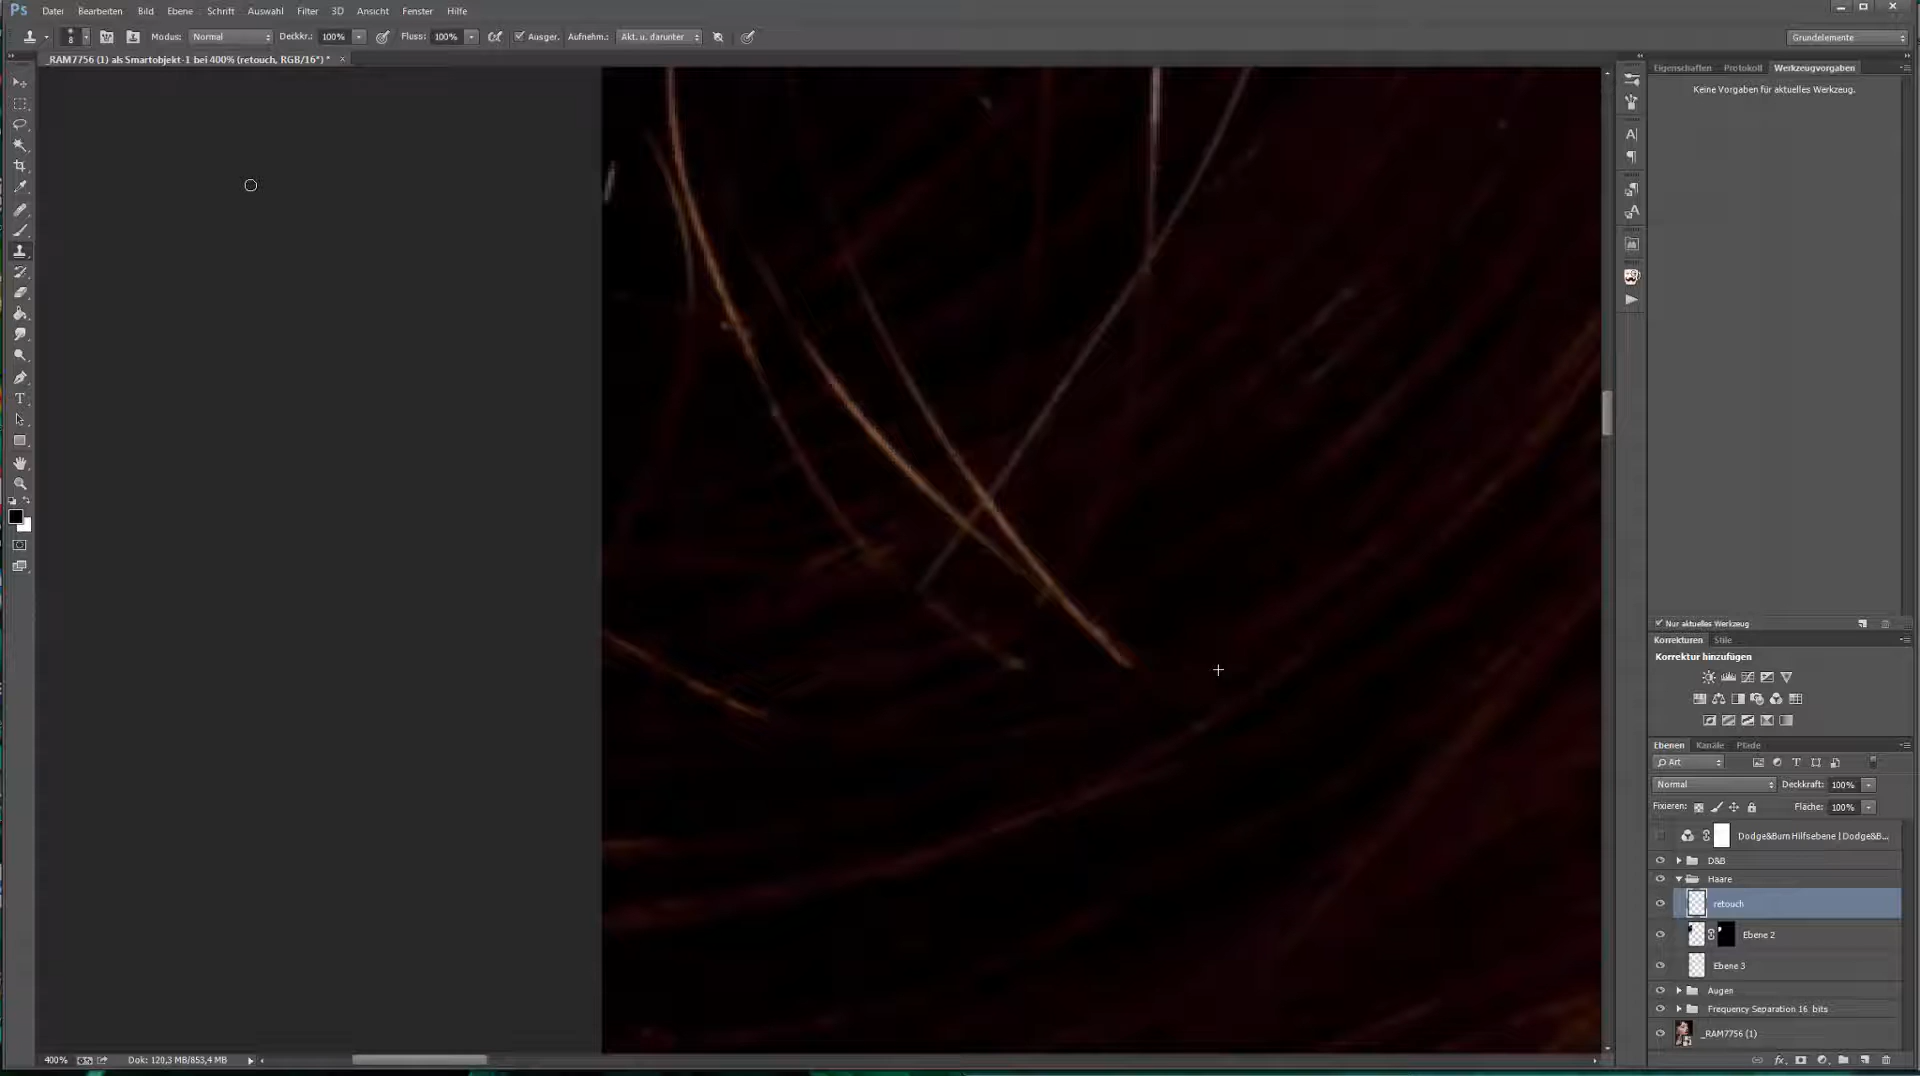 Ps Datei Bearbeiten Bild Ebene Schrift Auswahl Filter 3D Ansicht Fenster Hilfe
8 Modus: Normal Deckkr.: 100% Fluss: 100% Ausger. Aufnehm.: Akt. u. darunter Grundelemente
_RAM7756 (1) als Smartobjekt-1 bei 400% (retouch, RGB/16*) * ×
Eigenschaften Protokoll Werkzeugvorgaben
Keine Vorgaben für aktuelles Werkzeug.
Nur aktuelles Werkzeug
Korrekturen Stile
Korrektur hinzufügen
Ebenen Kanäle Pfade
Art
Normal Deckkraft: 100%
Fixieren: Fläche: 100%
Dodge&Burn Hilfsebene | Dodge&B...
D&B
Haare
retouch
Ebene 2
Ebene 3
Augen
Frequency Separation 16 bits
_RAM7756 (1)
400% Dok: 120,3 MB/853,4 MB